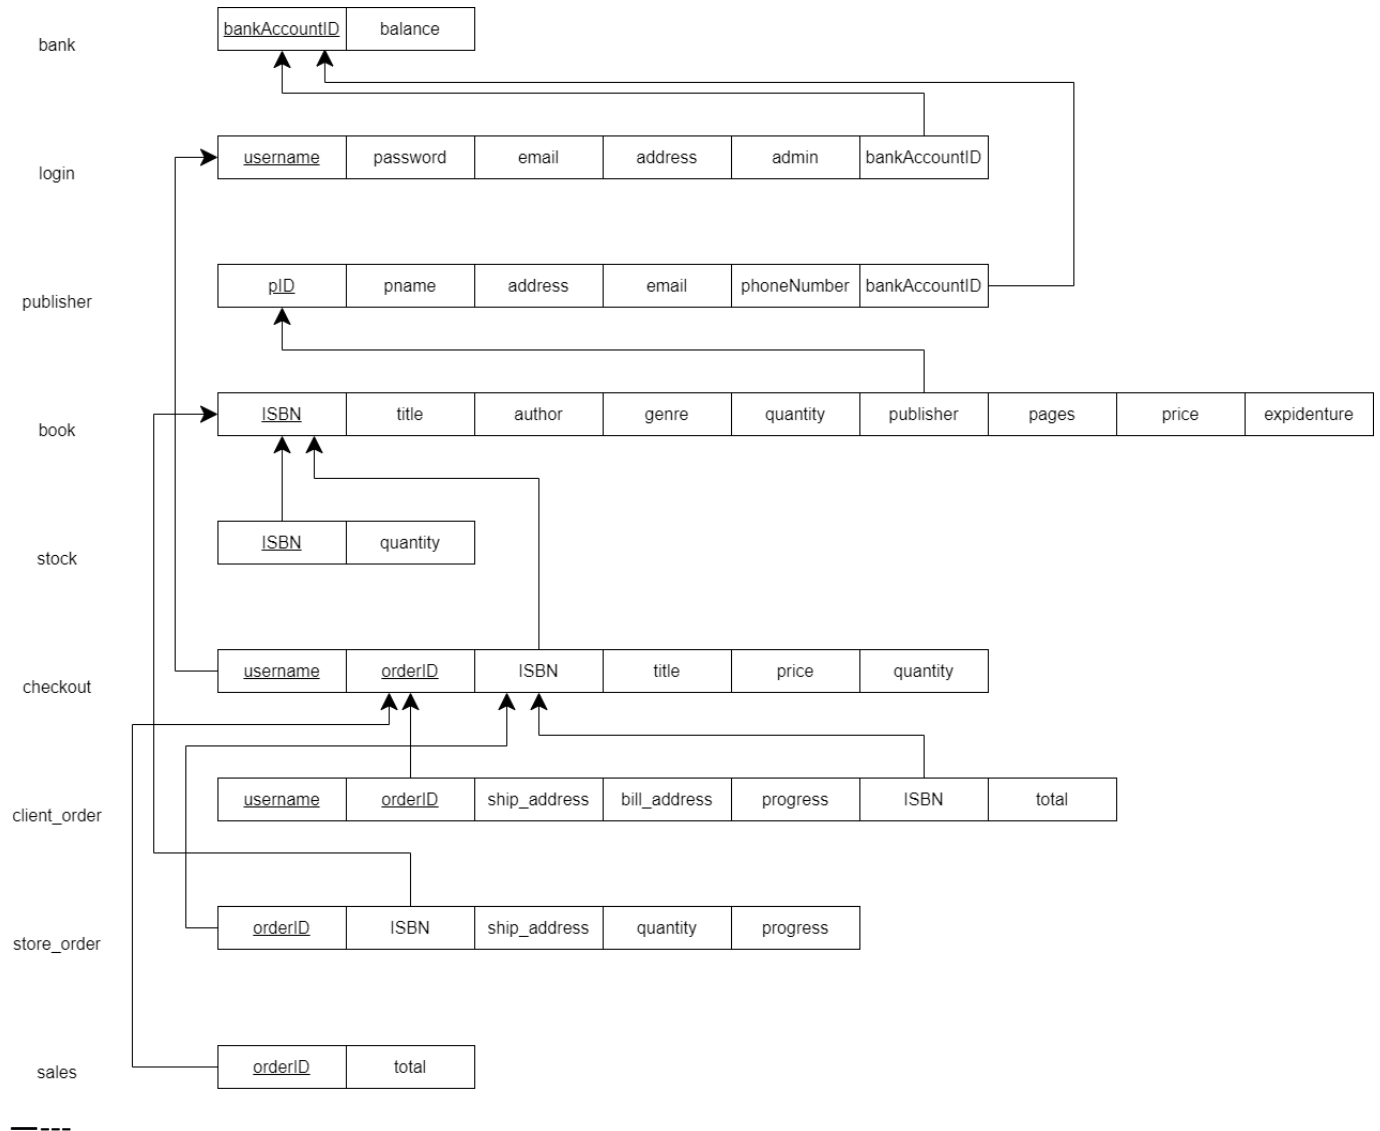 bankAccountID balance
bank
username password email address admin bankAccountID
login
pID pname address email phoneNumber bankAccountID
publisher
ISBN title author genre quantity publisher pages price expidenture
book
ISBN quantity
stock
username orderID ISBN title price quantity
checkout
username orderID ship_address bill_address progress ISBN total
client_order
orderID ISBN ship_address quantity progress
store_order
orderID total
sales